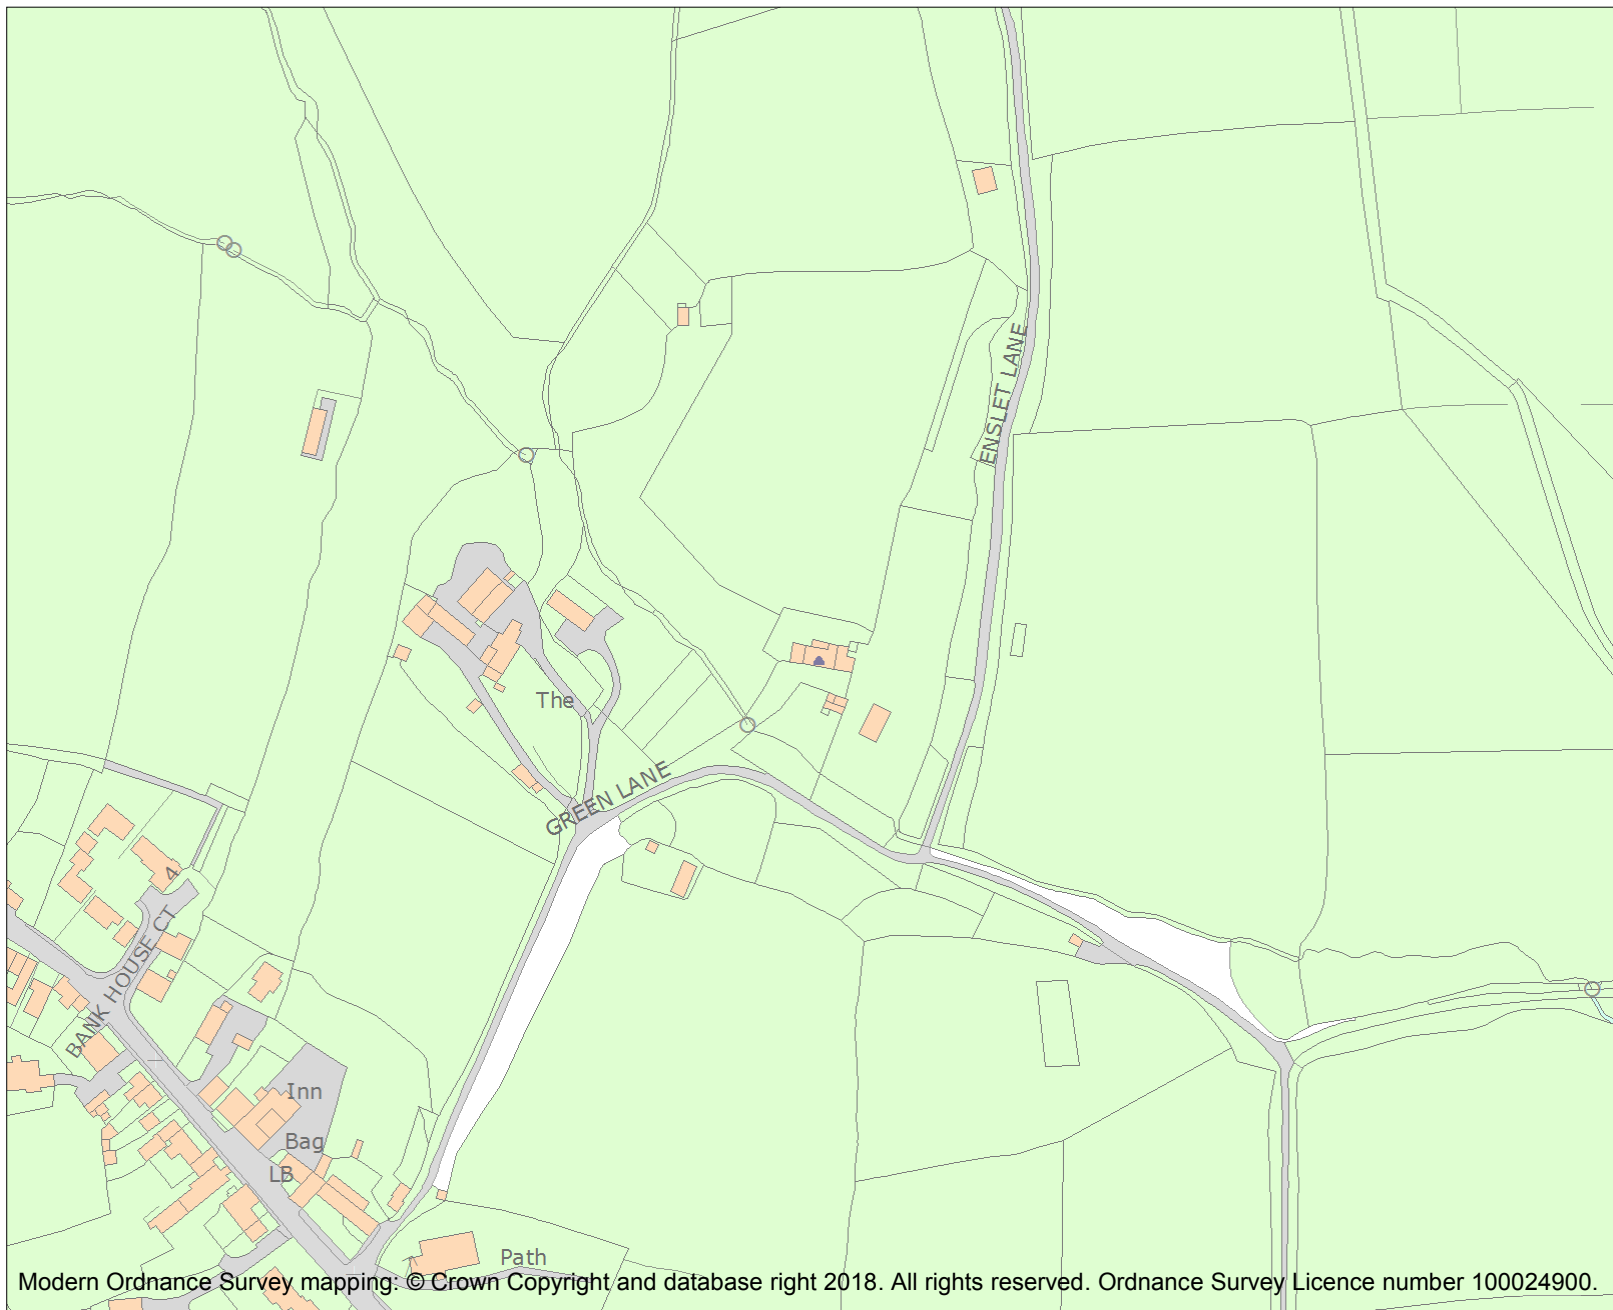 ENSLET LANE
The
GREEN LANE
4
BANK HOUSE CT
Inn
Bag
LB
Path
Modern Ordnance Survey mapping: © Crown Copyright and database right 2018. All rights reserved. Ordnance Survey Licence number 100024900.